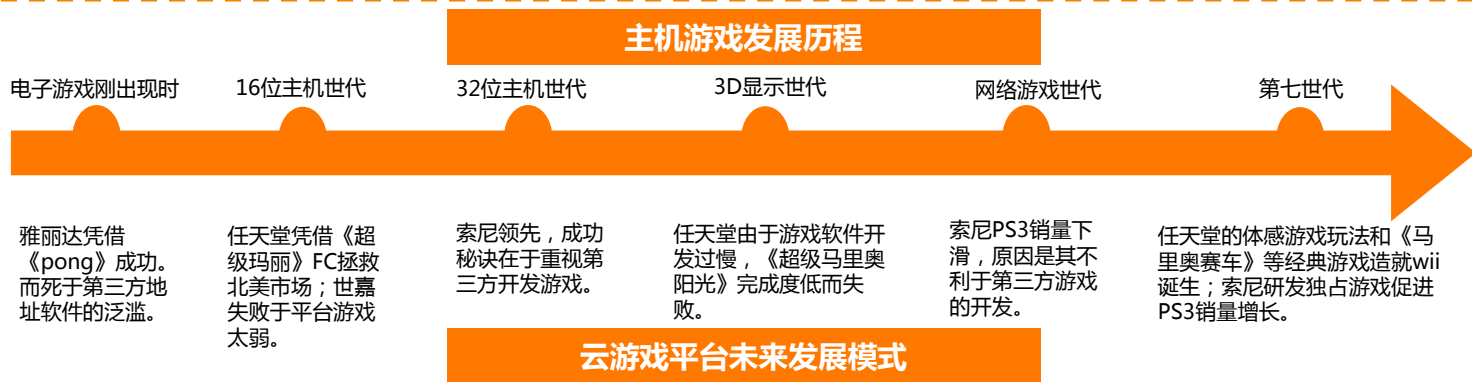 主机游戏发展历程
电子游戏刚出现时
16位主机世代
32位主机世代
3D显示世代
网络游戏世代
第七世代
雅丽达凭借
《pong》成功。
而死于第三方地
址软件的泛滥。
任天堂凭借《超
级玛丽》FC拯救
北美市场；世嘉
失败于平台游戏
太弱。
索尼领先，成功
秘诀在于重视第
三方开发游戏。
任天堂由于游戏软件开
发过慢，《超级马里奥
阳光》完成度低而失
败。
索尼PS3销量下
滑，原因是其不
利于第三方游戏
的开发。
任天堂的体感游戏玩法和《马
里奥赛车》等经典游戏造就wii
诞生；索尼研发独占游戏促进
PS3销量增长。
云游戏平台未来发展模式